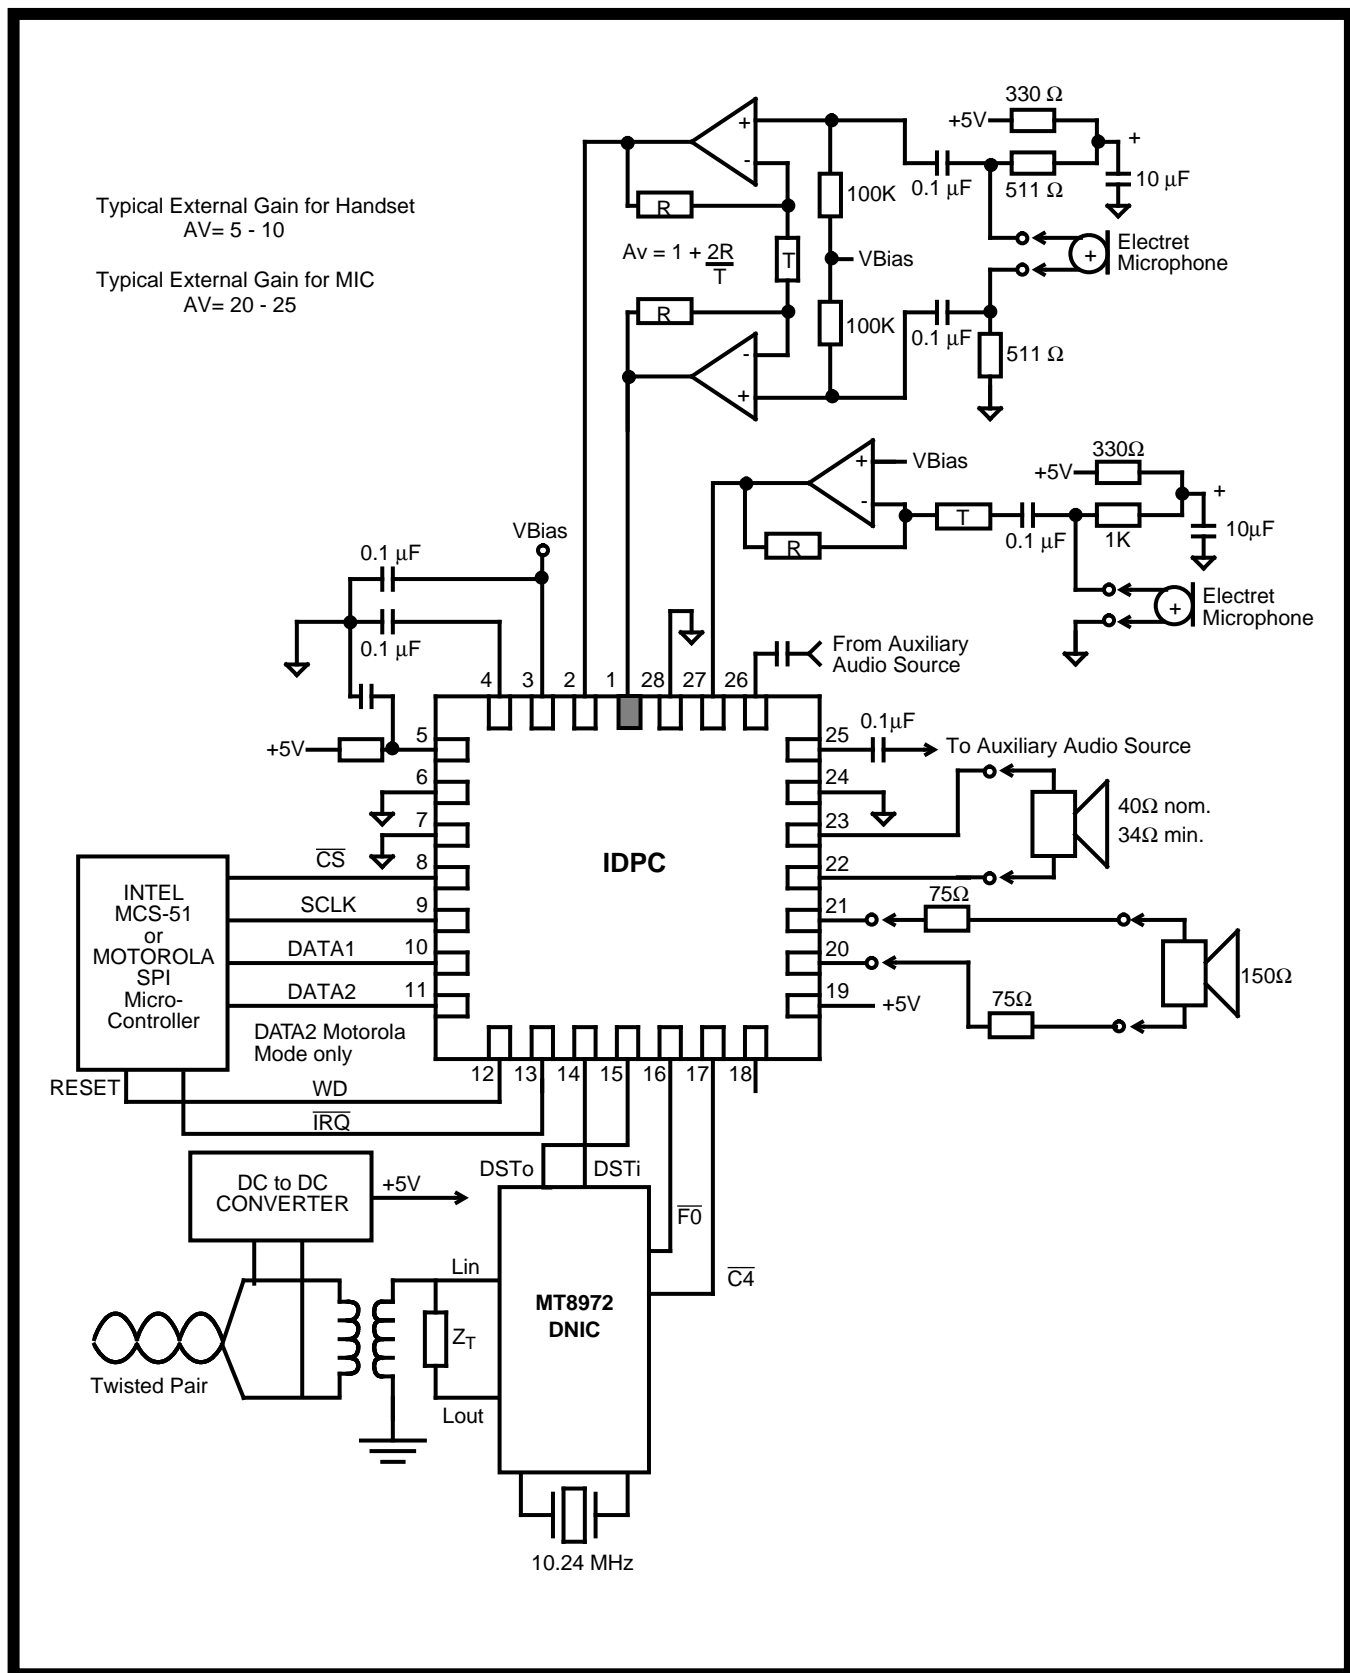 330 Ω
+5V
+
0.1 μF
511 Ω
10 μF
+
-
100K
R
Typical External Gain for Handset
AV= 5 - 10
Av = 1 + 2R
T
T
VBias
Electret
Microphone
+
Typical External Gain for MIC
AV= 20 - 25
R
100K
0.1 μF
511 Ω
-
+
330Ω
+5V
+
+
VBias
-
T
0.1 μF
1K
10μF
R
VBias
0.1 μF
0.1 μF
Electret
Microphone
+
From Auxiliary
Audio Source
4
3
2
1
28
27
26
+5V
5
6
7
8
9
10
11
25
24
23
22
21
20
19
0.1μF
To Auxiliary Audio Source
40Ω nom.
34Ω min.
IDPC
75Ω
150Ω
75Ω
+5V
INTEL
MCS-51
or
MOTOROLA
SPI
Micro-
Controller
C̅S̅
SCLK
DATA1
DATA2
DATA2 Motorola
Mode only
12
13
14
15
16
17
18
RESET
WD
I̅R̅Q̅
DSTo
DSTi
DC to DC
CONVERTER
+5V
F̅0̅
C̅4̅
Lin
MT8972
DNIC
ZT
Twisted Pair
Lout
10.24 MHz